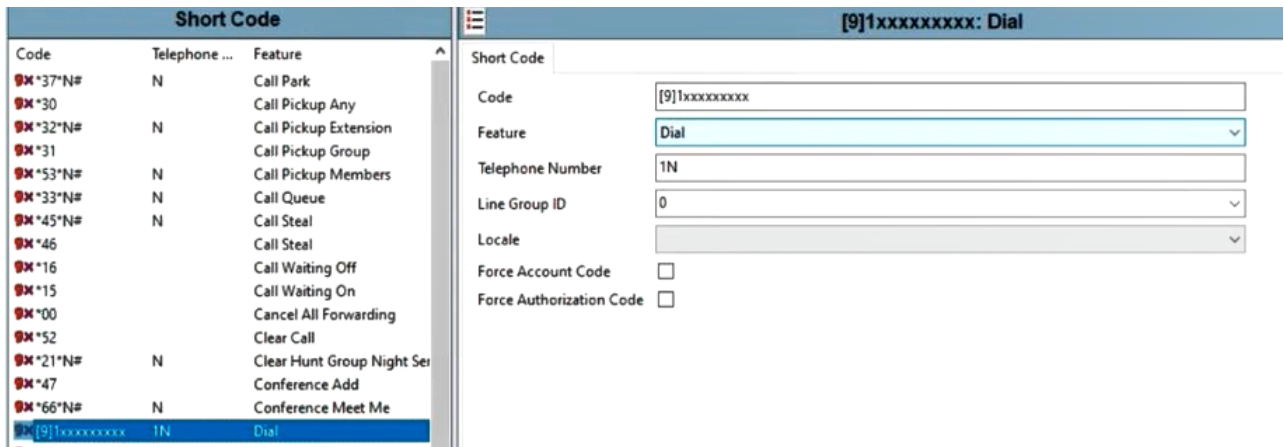 Short Code
Code Telephone ... Feature
*37*N# N Call Park
*30 Call Pickup Any
*32*N# N Call Pickup Extension
*31 Call Pickup Group
*53*N# N Call Pickup Members
*33*N# N Call Queue
*45*N# N Call Steal
*46 Call Steal
*16 Call Waiting Off
*15 Call Waiting On
*00 Cancel All Forwarding
*52 Clear Call
*21*N# N Clear Hunt Group Night Ser
*47 Conference Add
*66*N# N Conference Meet Me
[9]1xxxxxxxxx 1N Dial
[9]1xxxxxxxxx: Dial
Short Code
Code [9]1xxxxxxxxx
Feature Dial
Telephone Number 1N
Line Group ID 0
Locale
Force Account Code
Force Authorization Code